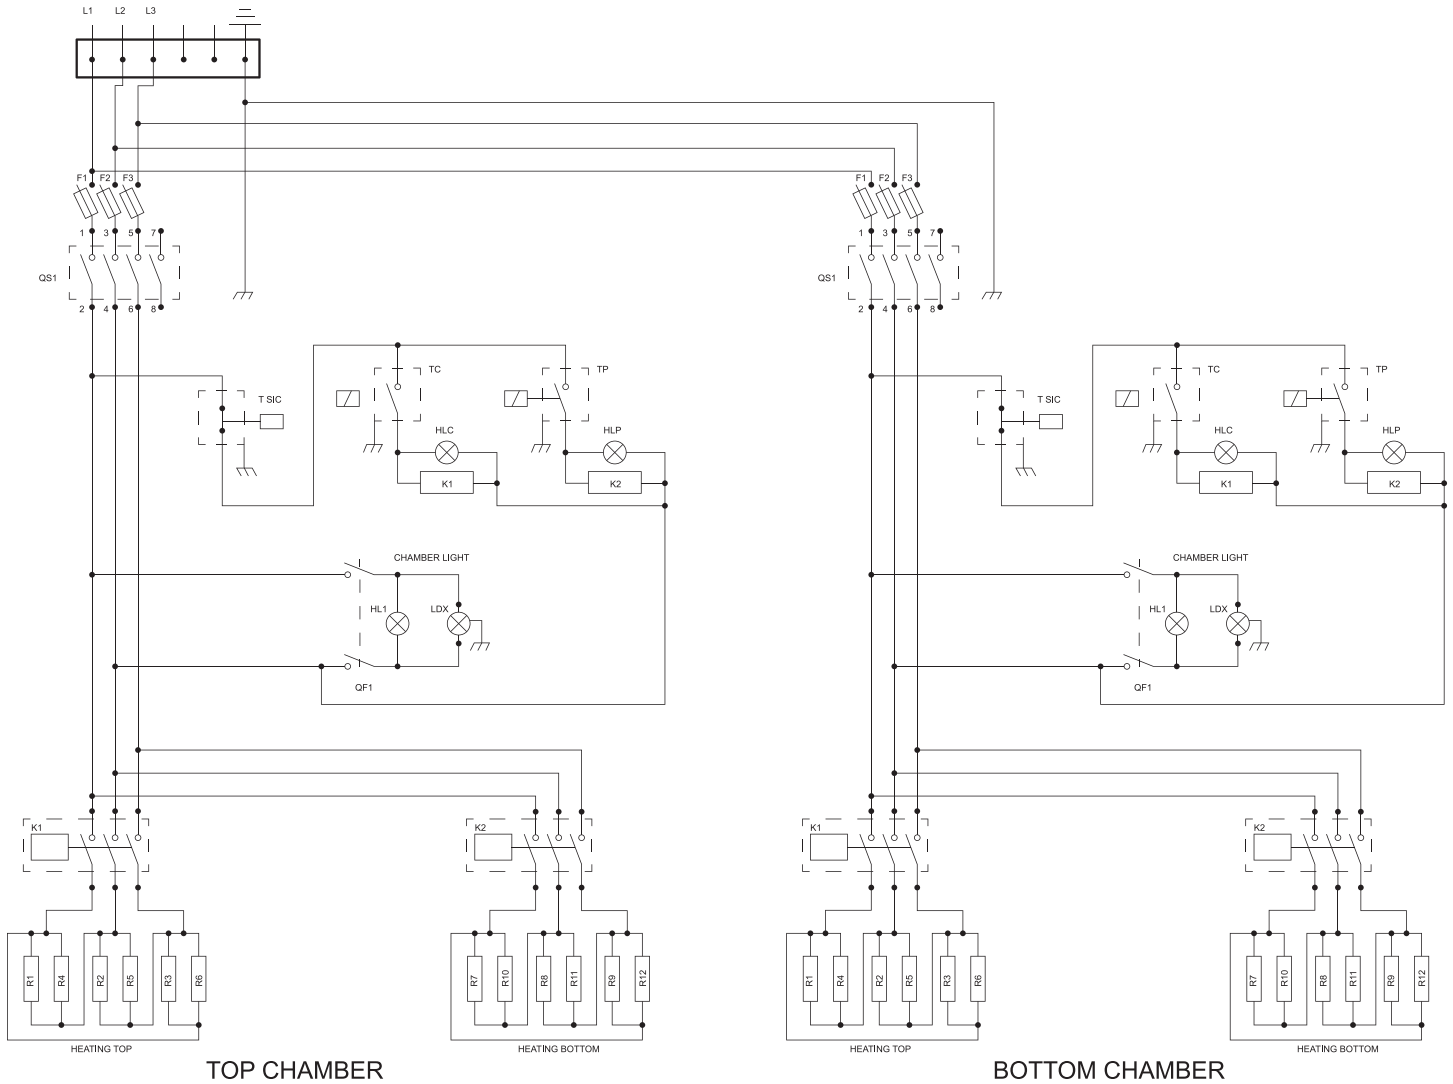 L1 L2 L3
F1 F2 F3 F1 F2 F3
1 3 5 7 1 3 5 7
QS1 QS1
2 4 6 8 2 4 6 8
TC TP TC TP
T SIC T SIC
HLC HLP HLC HLP
K1 K2 K1 K2
CHAMBER LIGHT CHAMBER LIGHT
HL1 LDX HL1 LDX
QF1 QF1
K1 K2 K1 K2
R1 R4 R2 R5 R3 R6 R7 R10 R8 R11 R9 R12 R1 R4 R2 R5 R3 R6 R7 R10 R8 R11 R9 R12
HEATING TOP HEATING BOTTOM HEATING TOP HEATING BOTTOM
TOP CHAMBER BOTTOM CHAMBER